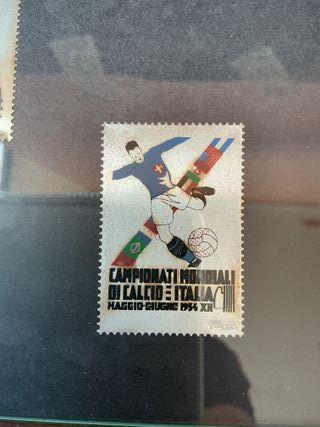 CAMPIONATI MONDIALI
DI CALCIO = ITALIA
MAGGIO-GIUGNO 1934 XII